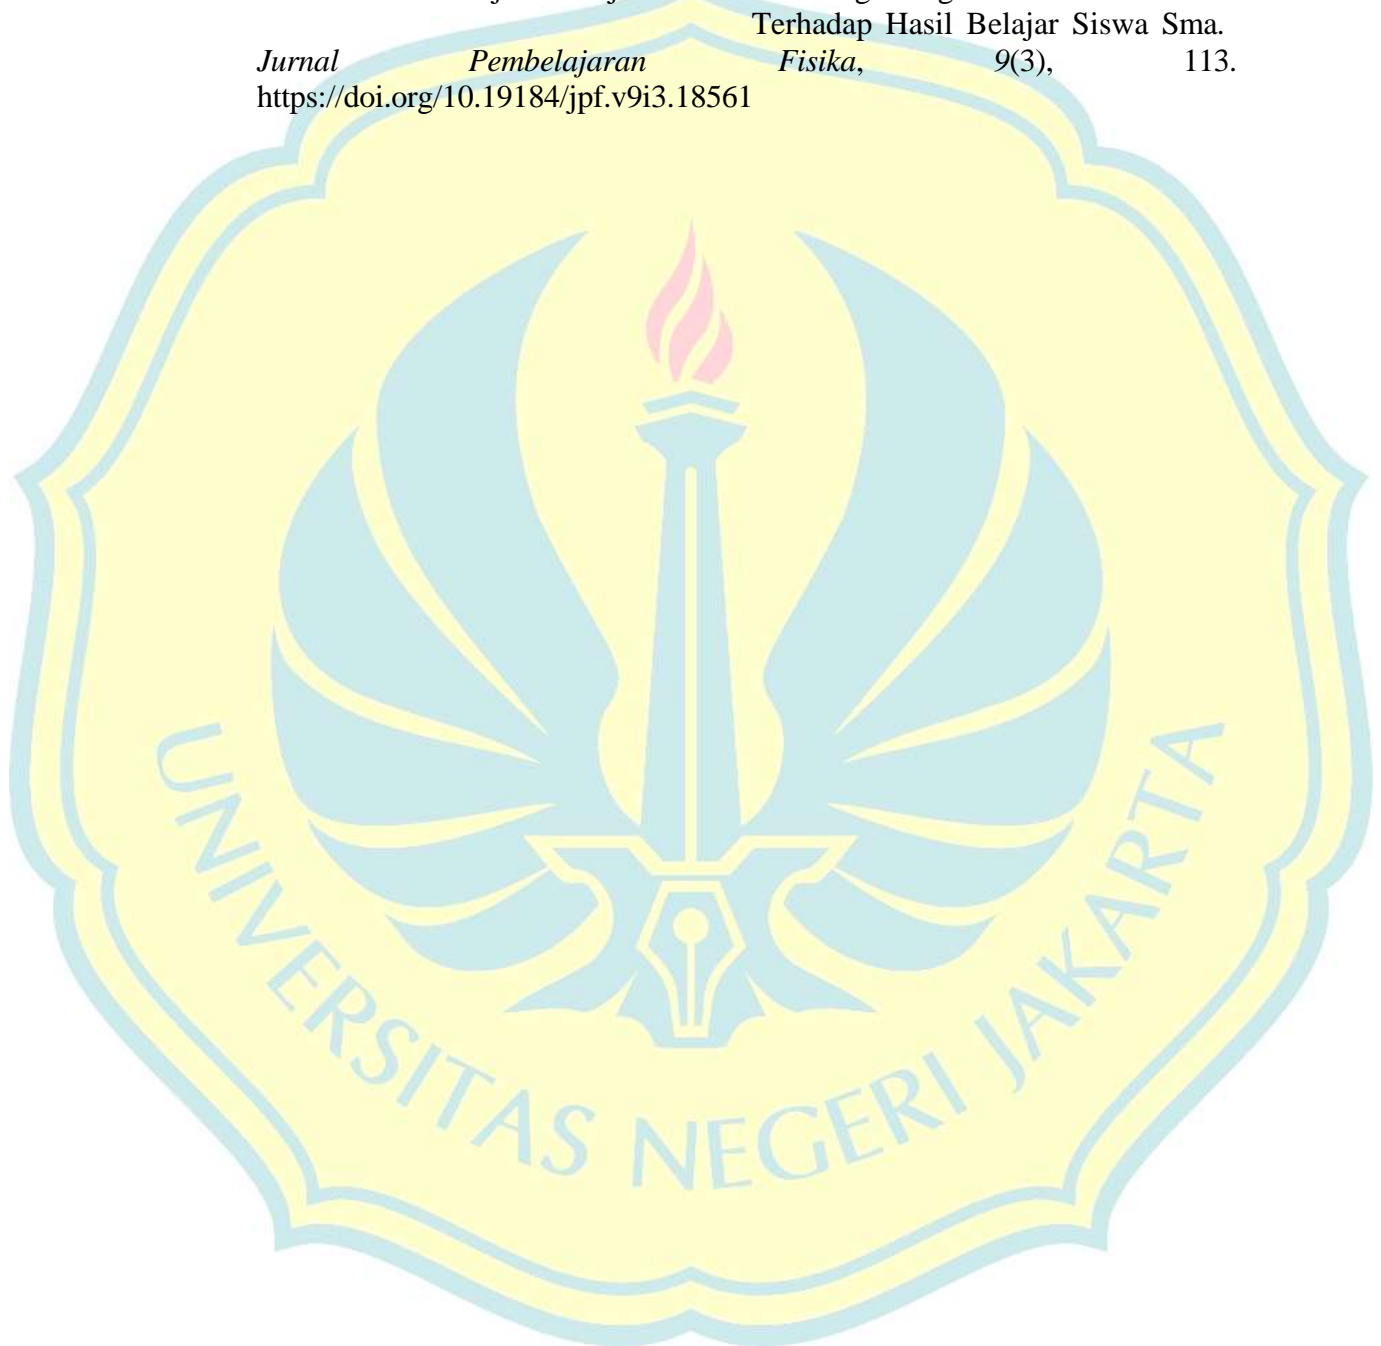 Terhadap Hasil Belajar Siswa Sma.
Jurnal Pembelajaran Fisika, 9(3), 113.
https://doi.org/10.19184/jpf.v9i3.18561
UNIVERSITAS NEGERI JAKARTA